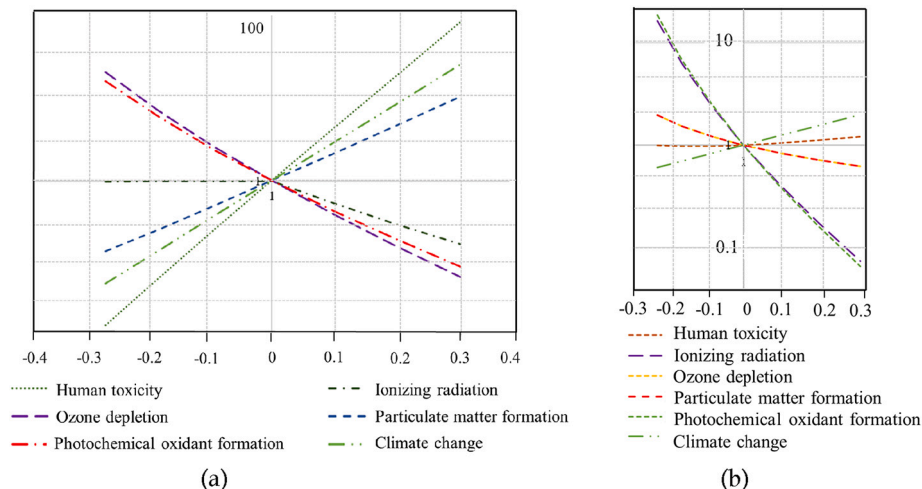 100
1
1
-0.4 -0.3 -0.2 -0.1 0 0.1 0.2 0.3 0.4
Human toxicity
Ionizing radiation
Ozone depletion
Particulate matter formation
Photochemical oxidant formation
Climate change
(a)
10
1
1
0.1
-0.3 -0.2 -0.1 0 0.1 0.2 0.3
Human toxicity
Ionizing radiation
Ozone depletion
Particulate matter formation
Photochemical oxidant formation
Climate change
(b)